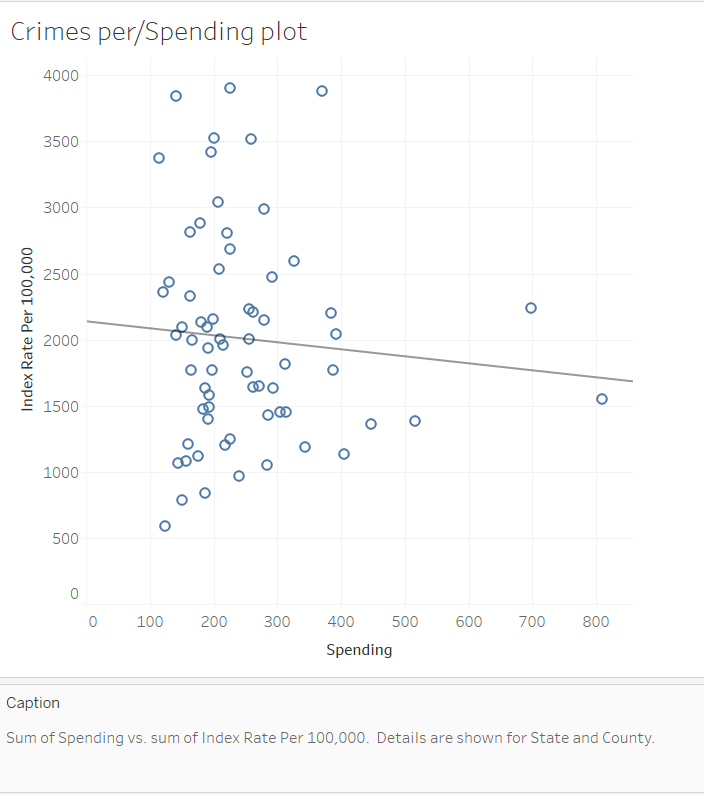 Crimes per/Spending plot
4000
3500
3000
2500
2000
1500
1000
500
0
Index Rate Per 100,000
0 100 200 300 400 500 600 700 800
Spending
Caption
Sum of Spending vs. sum of Index Rate Per 100,000. Details are shown for State and County.